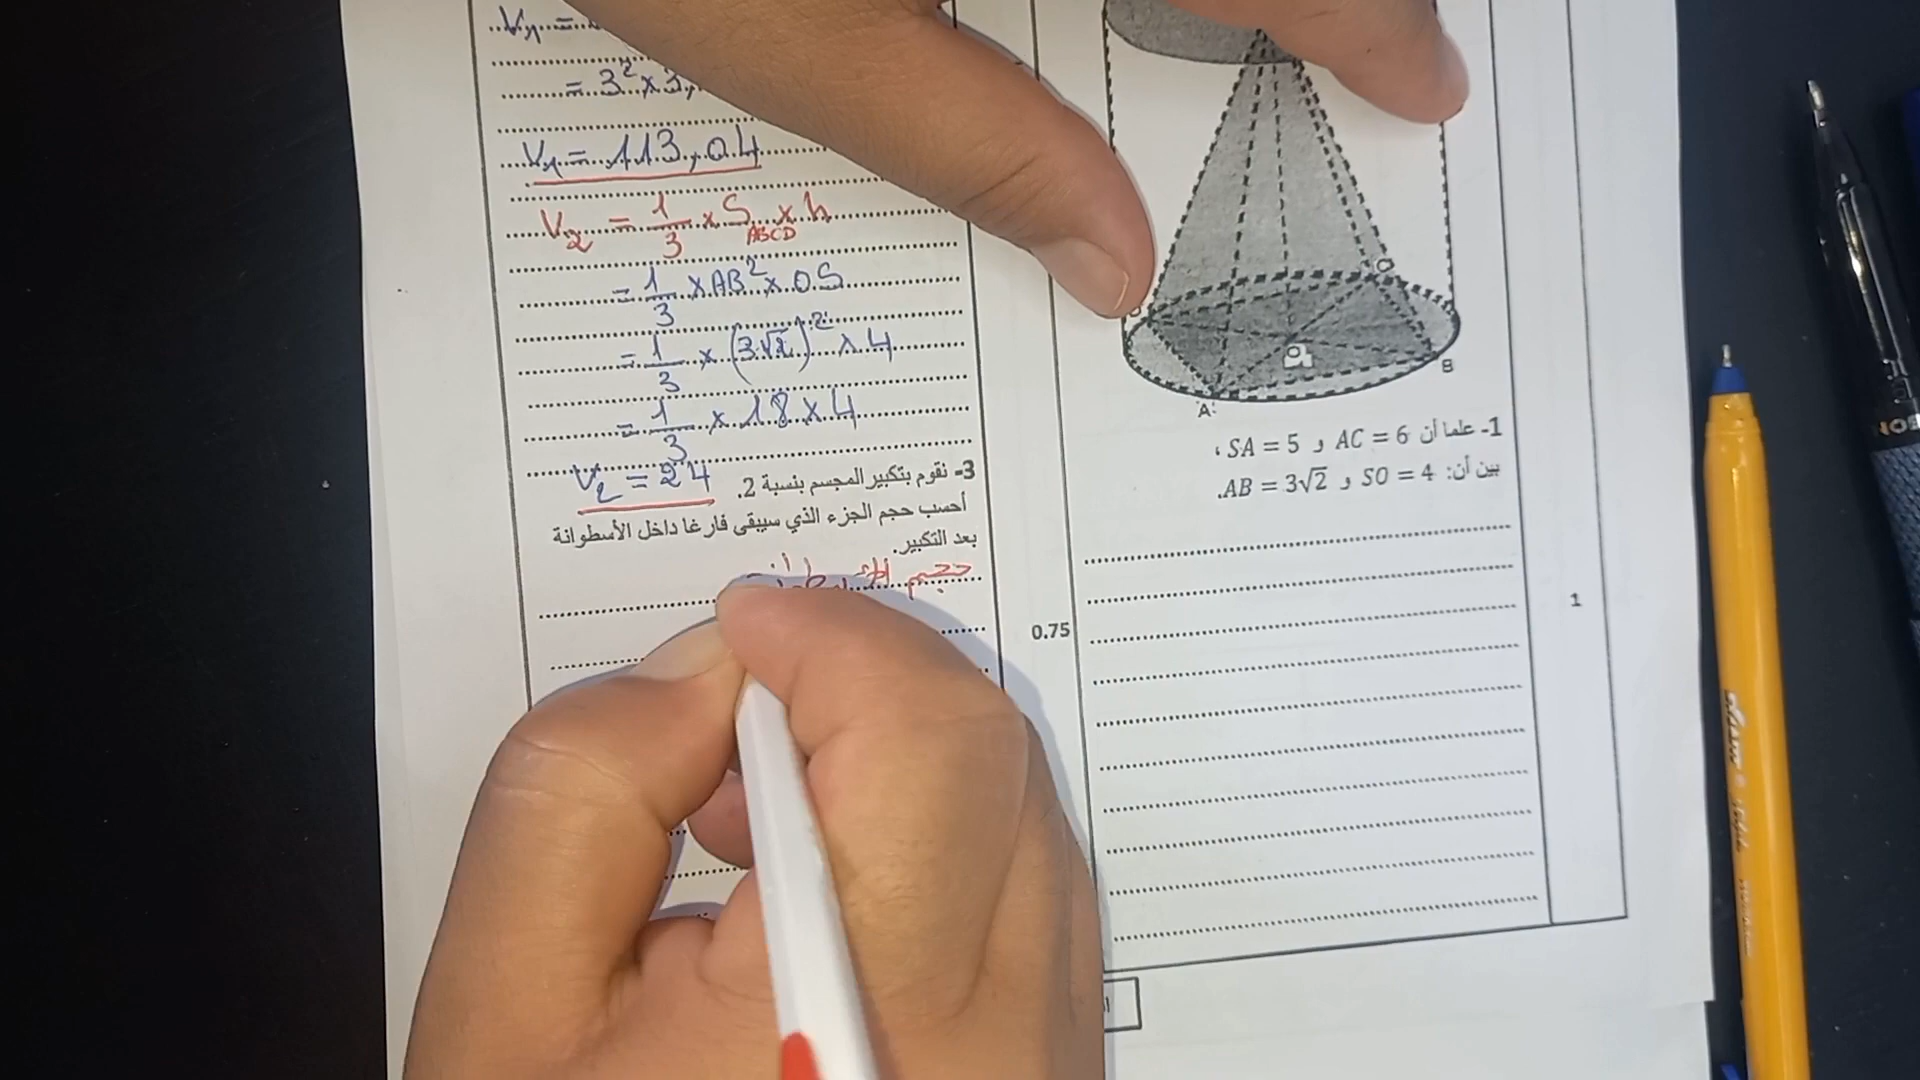 V₁ =
= 3² × 3,
V₁ = 113,04
V₂ = 1/3 × S_ABCD × h
= 1/3 × AB² × OS
= 1/3 × (3√2)² × 4
= 1/3 × 18 × 4
V₂ = 24
3- نقوم بتكبير المجسم بنسبة 2.
أحسب حجم الجزء الذي سيبقى فارغا داخل الأسطوانة
بعد التكبير.
حجم
0.75
C
O
B
A
1- علما أن AC = 6 و SA = 5 ،
بين أن: SO = 4 و AB = 3√2.
1